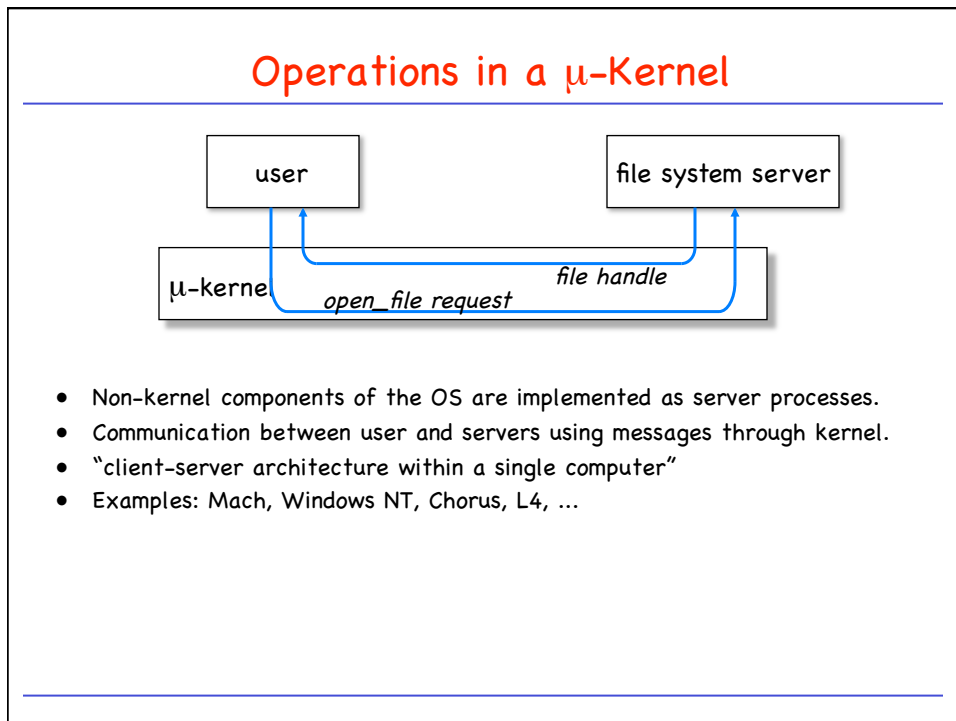 Operations in a μ-Kernel
user
file system server
μ-kernel
file handle
open_file request
• Non-kernel components of the OS are implemented as server processes.
• Communication between user and servers using messages through kernel.
• “client-server architecture within a single computer”
• Examples: Mach, Windows NT, Chorus, L4, ...